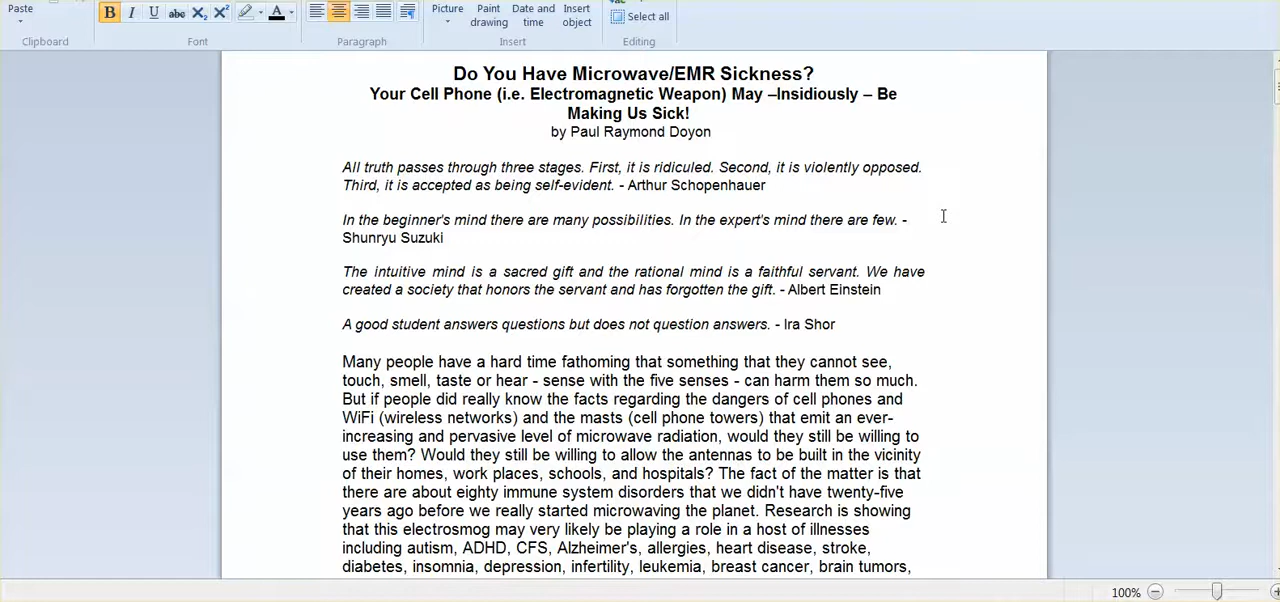 Paste
Clipboard
B I U abc X₂ X² A
Font
Paragraph
Picture
Paint drawing
Date and time
Insert object
Insert
Select all
Editing
Do You Have Microwave/EMR Sickness?
Your Cell Phone (i.e. Electromagnetic Weapon) May –Insidiously – Be
Making Us Sick!
by Paul Raymond Doyon
All truth passes through three stages. First, it is ridiculed. Second, it is violently opposed.
Third, it is accepted as being self-evident. - Arthur Schopenhauer
In the beginner's mind there are many possibilities. In the expert's mind there are few. -
Shunryu Suzuki
The intuitive mind is a sacred gift and the rational mind is a faithful servant. We have
created a society that honors the servant and has forgotten the gift. - Albert Einstein
A good student answers questions but does not question answers. - Ira Shor
Many people have a hard time fathoming that something that they cannot see,
touch, smell, taste or hear - sense with the five senses - can harm them so much.
But if people did really know the facts regarding the dangers of cell phones and
WiFi (wireless networks) and the masts (cell phone towers) that emit an ever-
increasing and pervasive level of microwave radiation, would they still be willing to
use them? Would they still be willing to allow the antennas to be built in the vicinity
of their homes, work places, schools, and hospitals? The fact of the matter is that
there are about eighty immune system disorders that we didn't have twenty-five
years ago before we really started microwaving the planet. Research is showing
that this electrosmog may very likely be playing a role in a host of illnesses
including autism, ADHD, CFS, Alzheimer's, allergies, heart disease, stroke,
diabetes, insomnia, depression, infertility, leukemia, breast cancer, brain tumors,
100%